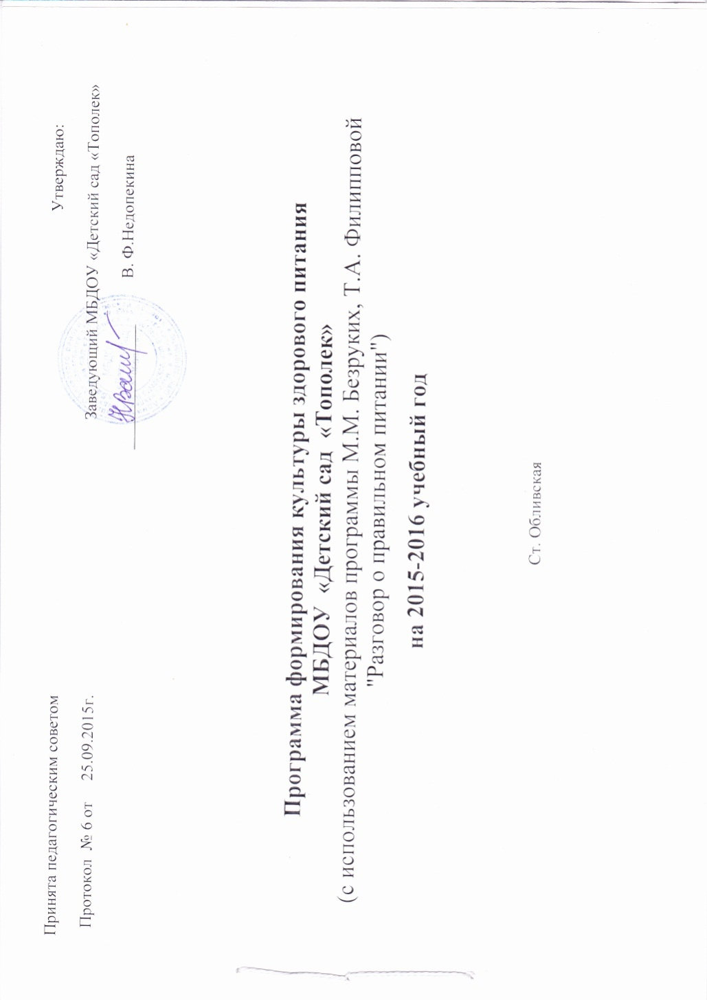 Принята педагогическим советом
Протокол № 6 от 25.09.2015г.
Утверждаю:
Заведующий МБДОУ «Детский сад «Тополек»
В. Ф.Недопекина
Программа формирования культуры здорового питания
МБДОУ «Детский сад «Тополек»
(с использованием материалов программы М.М. Безруких, Т.А. Филипповой
"Разговор о правильном питании")
на 2015-2016 учебный год
Ст. Обливская